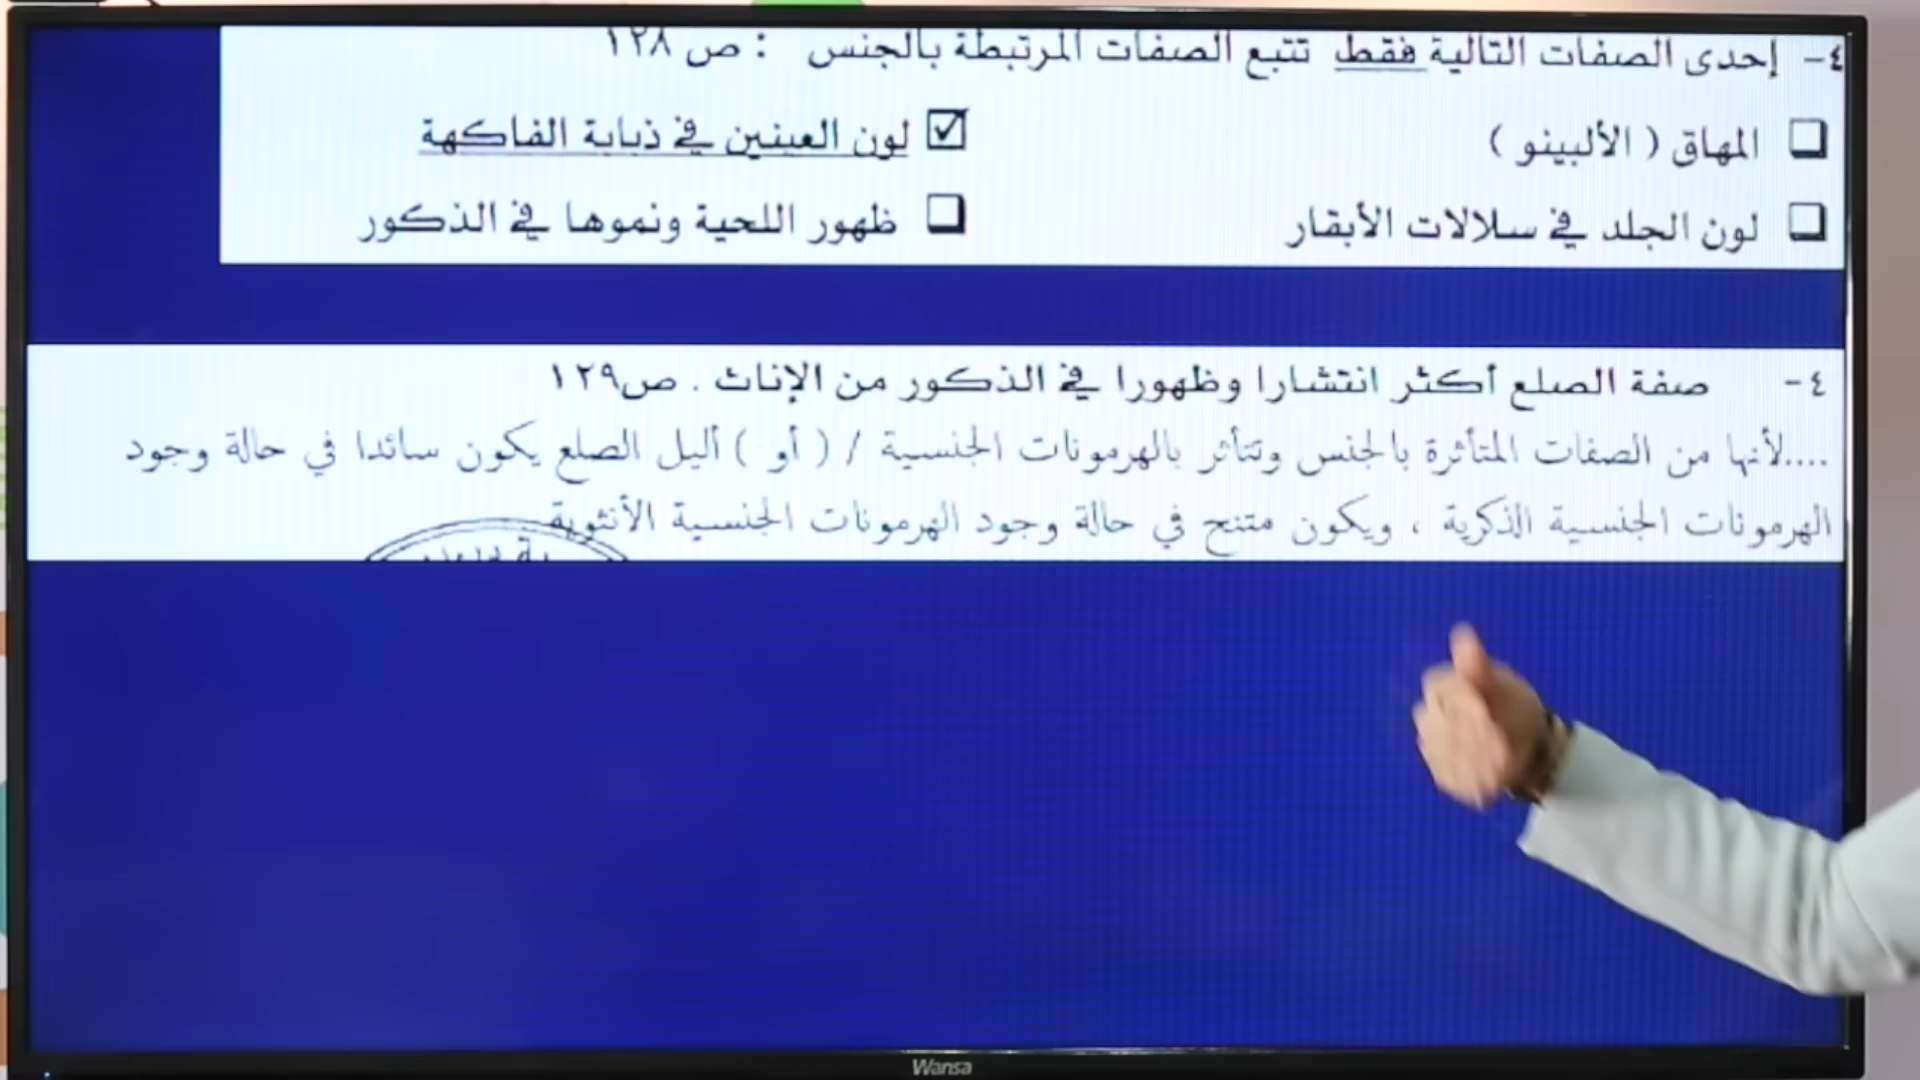 ٤- إحدى الصفات التالية فقط تتبع الصفات المرتبطة بالجنس : ص ١٢٨
المهاق ( الألبينو )
لون العينين في ذبابة الفاكهة
لون الجلد في سلالات الأبقار
ظهور اللحية ونموها في الذكور
٤- صفة الصلع أكثر انتشارا وظهورا في الذكور من الإناث . ص١٢٩
....لأنها من الصفات المتأثرة بالجنس وتتأثر بالهرمونات الجنسية / ( أو ) أليل الصلع يكون سائدا في حالة وجود
الهرمونات الجنسية الذكرية ، ويكون متنح في حالة وجود الهرمونات الجنسية الأنثوية
Wansa